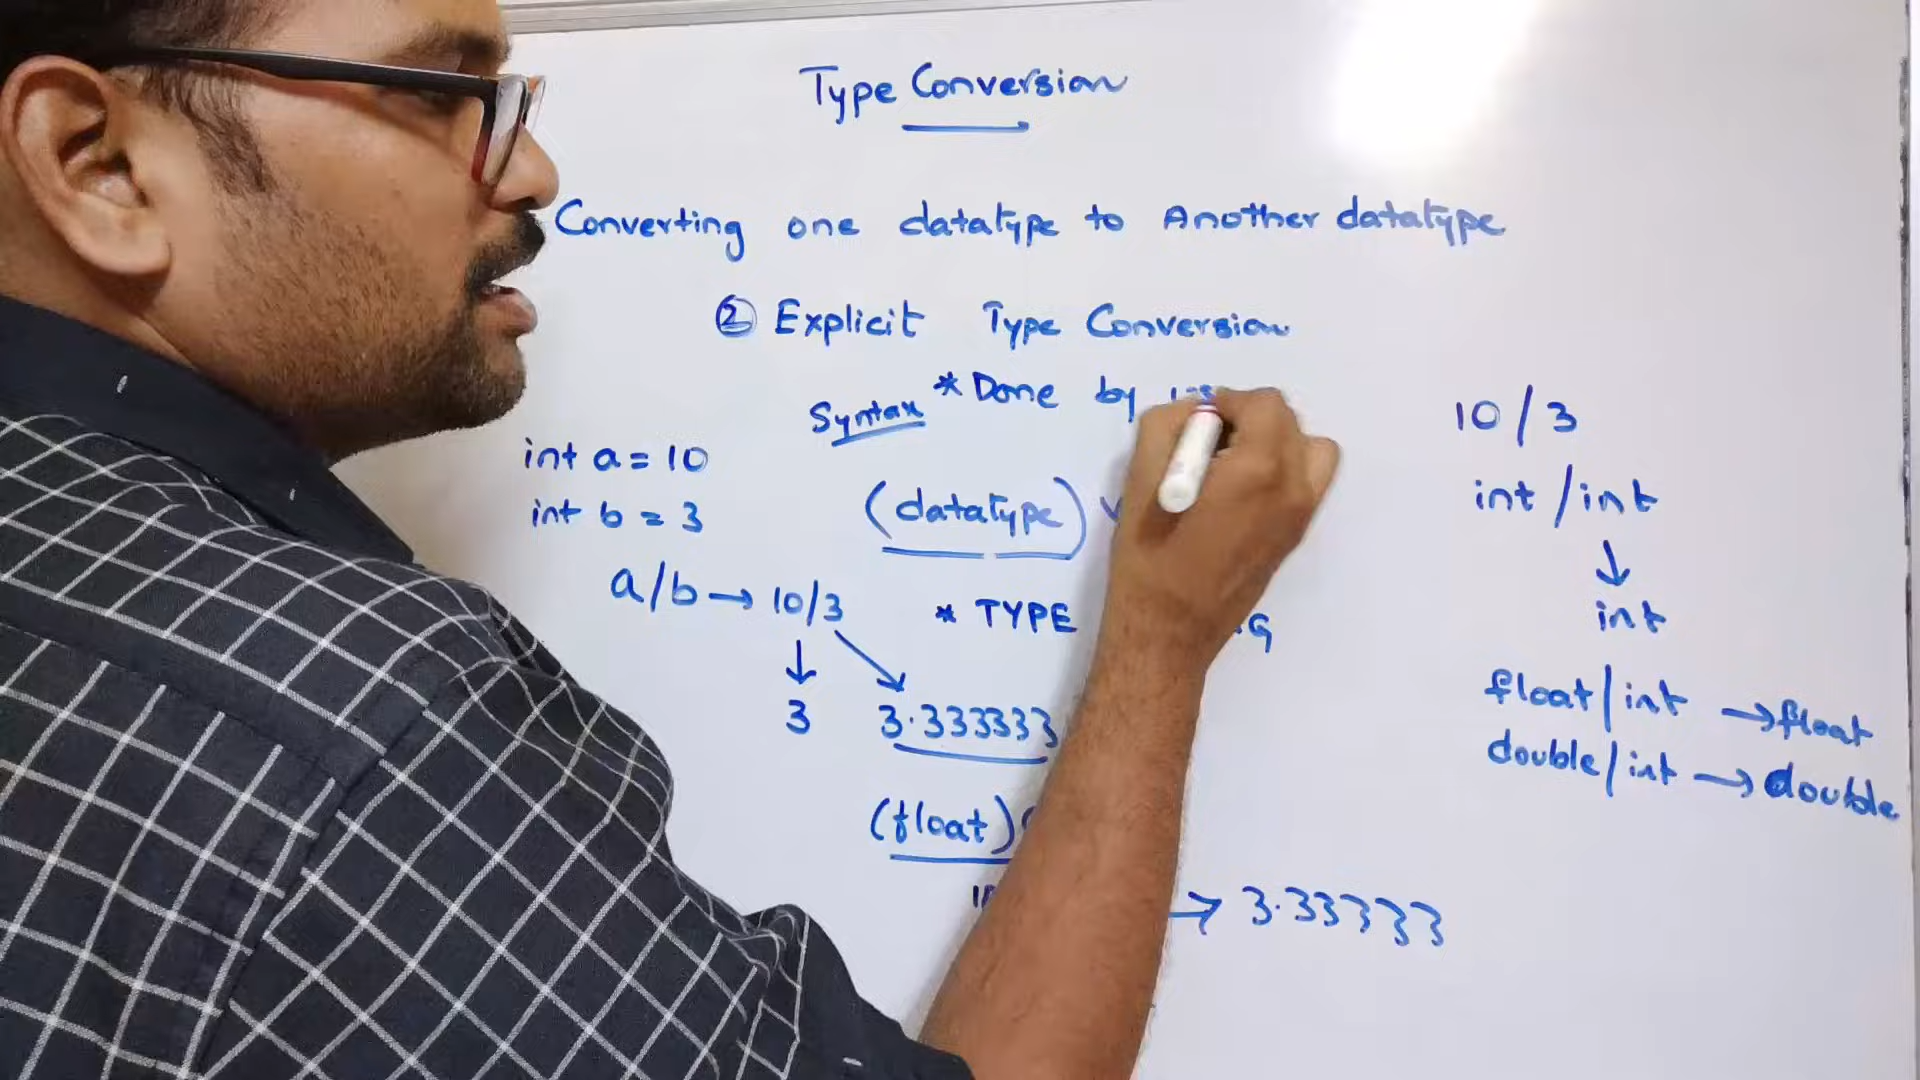 Type Conversion
Converting one datatype to Another datatype
② Explicit Type Conversion
Syntax * Done by
int a = 10
int b = 3
(datatype)
a/b → 10/3
* TYPE
↓
3 3.333333
(float)
→ 3.33333
10/3
int/int
↓
int
float/int → float
double/int → double